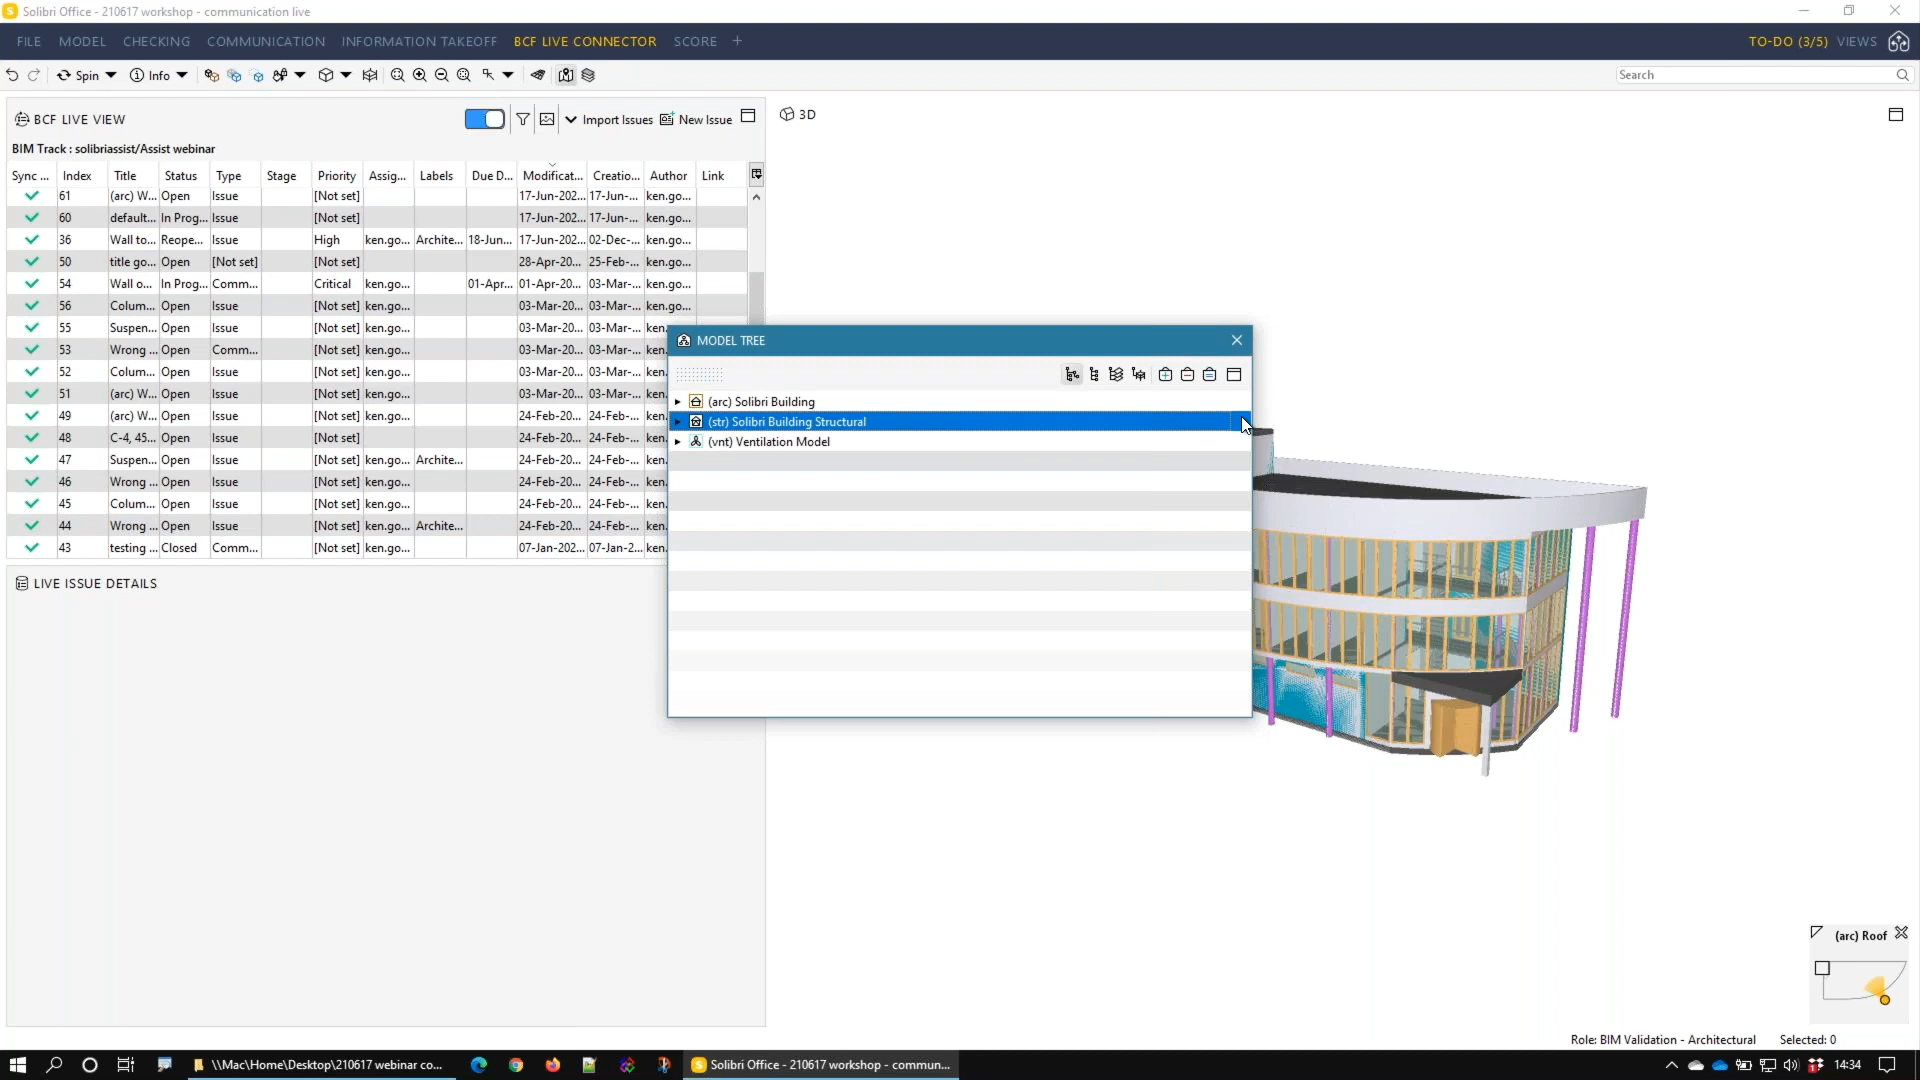 S Solibri Office - 210617 workshop - communication live
FILE MODEL CHECKING COMMUNICATION INFORMATION TAKEOFF BCF LIVE CONNECTOR SCORE + TO-DO (3/5) VIEWS
Spin Info Search
BCF LIVE VIEW Import Issues New Issue 3D
BIM Track : solibriassist/Assist webinar
Sync ... Index Title Status Type Stage Priority Assig... Labels Due D... Modificat... Creatio... Author Link
61 (arc) W... Open Issue [Not set] 17-Jun-202... 17-Jun-... ken.go...
60 default... In Prog... Issue [Not set] 17-Jun-202... 17-Jun-... ken.go...
36 Wall to... Reope... Issue High ken.go... Archite... 18-Jun... 17-Jun-202... 02-Dec-... ken.go...
50 title go... Open [Not set] [Not set] 28-Apr-20... 25-Feb-... ken.go...
54 Wall o... In Prog... Comm... Critical ken.go... 01-Apr... 01-Apr-20... 03-Mar-... ken.go...
56 Colum... Open Issue [Not set] ken.go... 03-Mar-20... 03-Mar-... ken.go...
55 Suspen... Open Issue [Not set] ken.go... 03-Mar-20... 03-Mar-... ken.
53 Wrong ... Open Comm... [Not set] ken.go... 03-Mar-20... 03-Mar-... ken.
52 Colum... Open Issue [Not set] ken.go... 03-Mar-20... 03-Mar-... ken.
51 (arc) W... Open Issue [Not set] ken.go... 03-Mar-20... 03-Mar-... ken.
49 (arc) W... Open Issue [Not set] ken.go... 24-Feb-20... 24-Feb-... ken.
48 C-4, 45... Open Issue [Not set] 24-Feb-20... 24-Feb-... ken.
47 Suspen... Open Issue [Not set] ken.go... Archite... 24-Feb-20... 24-Feb-... ken.
46 Wrong ... Open Issue [Not set] ken.go... 24-Feb-20... 24-Feb-... ken.
45 Colum... Open Issue [Not set] ken.go... 24-Feb-20... 24-Feb-... ken.
44 Wrong ... Open Issue [Not set] ken.go... Archite... 24-Feb-20... 24-Feb-... ken.
43 testing ... Closed Comm... [Not set] ken.go... 07-Jan-202... 07-Jan-2... ken.
MODEL TREE
(arc) Solibri Building
(str) Solibri Building Structural
(vnt) Ventilation Model
LIVE ISSUE DETAILS
(arc) Roof
Role: BIM Validation - Architectural Selected: 0
\\Mac\Home\Desktop\210617 webinar co... S Solibri Office - 210617 workshop - commun... 14:34